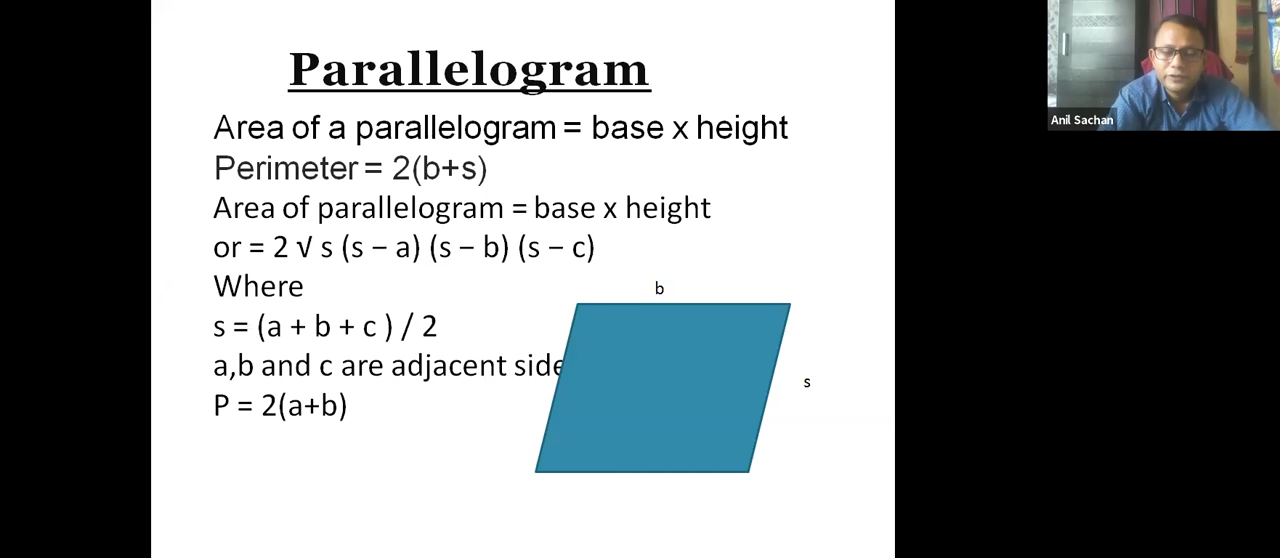 Parallelogram
Area of a parallelogram = base x height
Perimeter = 2(b+s)
Area of parallelogram = base x height
or = 2 √ s (s − a) (s − b) (s − c)
Where
s = (a + b + c ) / 2
a,b and c are adjacent side
P = 2(a+b)
b
s
Anil Sachan